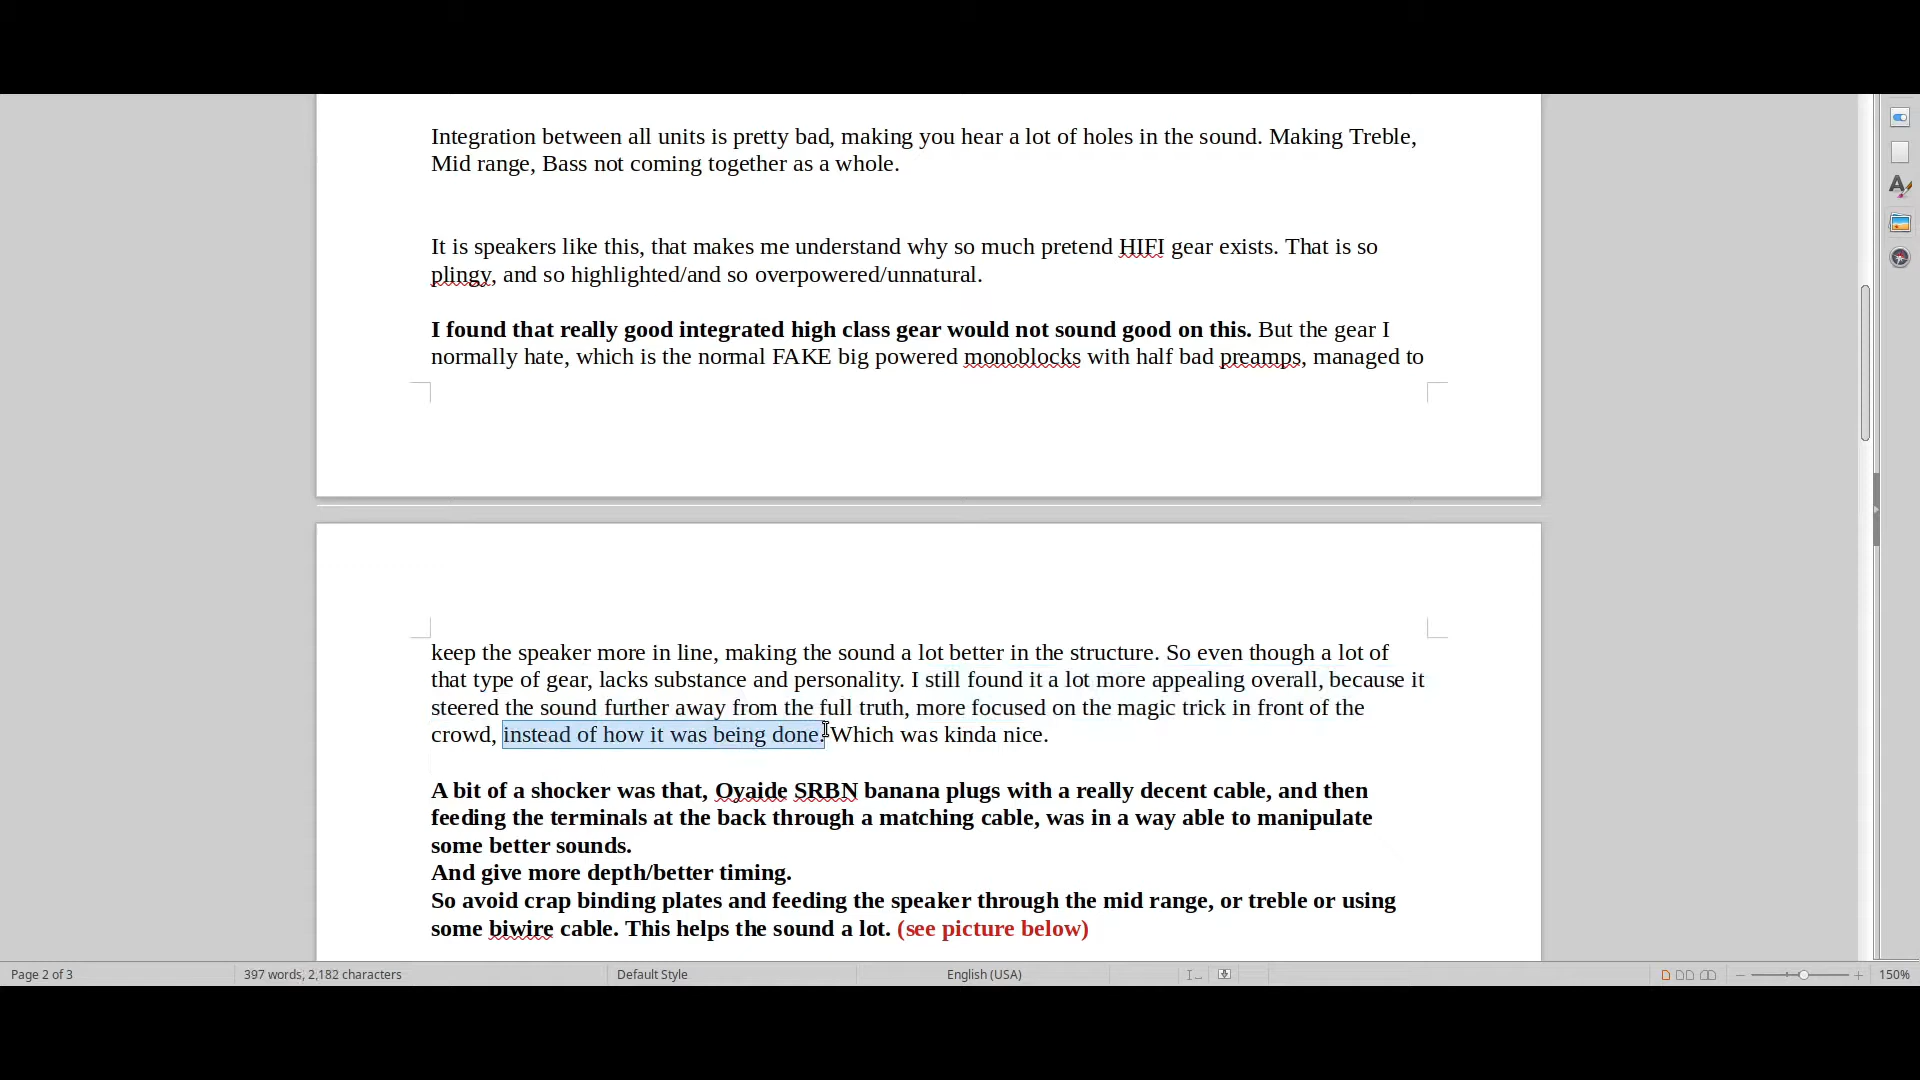 Integration between all units is pretty bad, making you hear a lot of holes in the sound. Making Treble,
Mid range, Bass not coming together as a whole.
It is speakers like this, that makes me understand why so much pretend HIFI gear exists. That is so
plingy, and so highlighted/and so overpowered/unnatural.
I found that really good integrated high class gear would not sound good on this. But the gear I
normally hate, which is the normal FAKE big powered monoblocks with half bad preamps, managed to
keep the speaker more in line, making the sound a lot better in the structure. So even though a lot of
that type of gear, lacks substance and personality. I still found it a lot more appealing overall, because it
steered the sound further away from the full truth, more focused on the magic trick in front of the
crowd, instead of how it was being done. Which was kinda nice.
A bit of a shocker was that, Oyaide SRBN banana plugs with a really decent cable, and then
feeding the terminals at the back through a matching cable, was in a way able to manipulate
some better sounds.
And give more depth/better timing.
So avoid crap binding plates and feeding the speaker through the mid range, or treble or using
some biwire cable. This helps the sound a lot. (see picture below)
Page 2 of 3
397 words, 2,182 characters
Default Style
English (USA)
150%